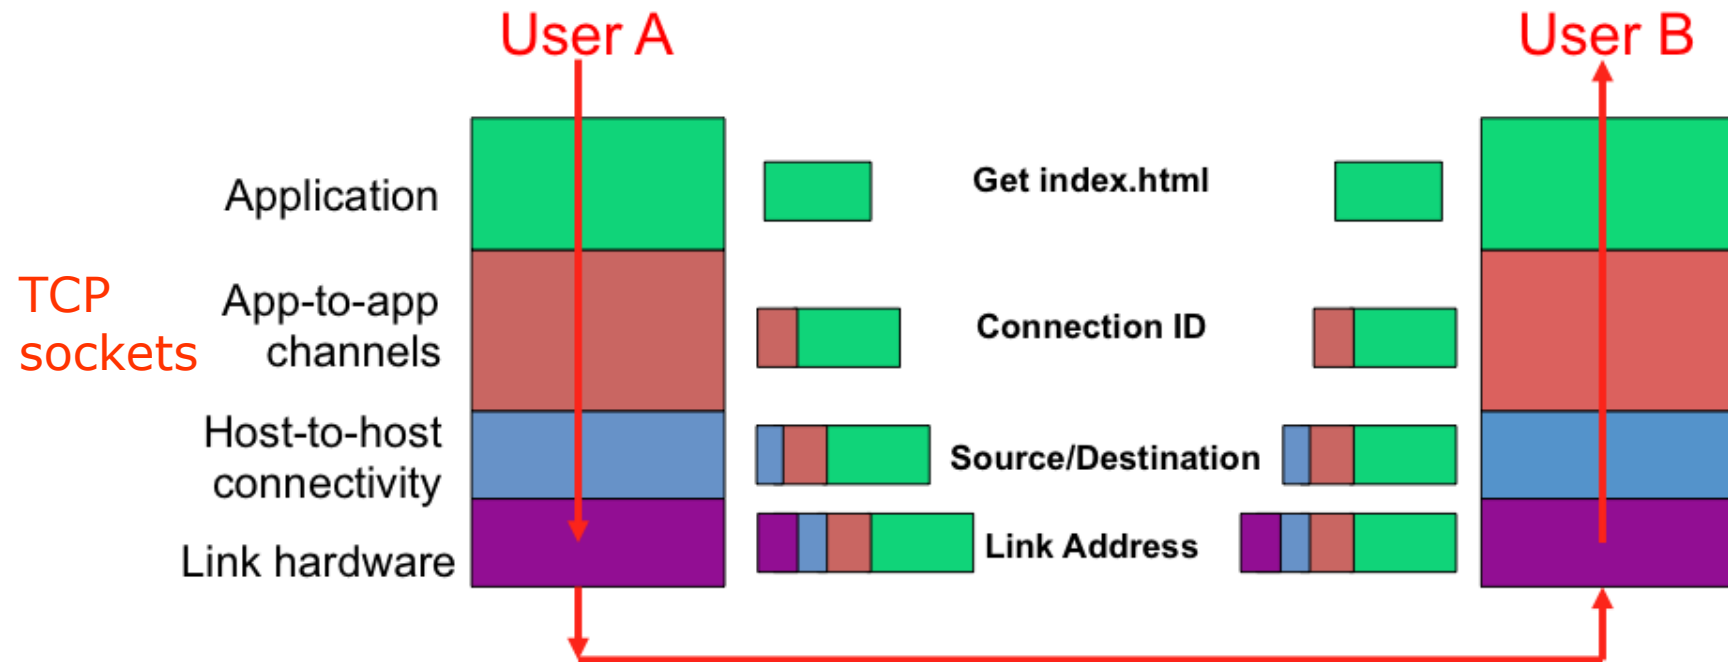 User A
User B
Application
Get index.html
TCP
sockets
App-to-app
channels
Connection ID
Host-to-host
connectivity
Source/Destination
Link hardware
Link Address